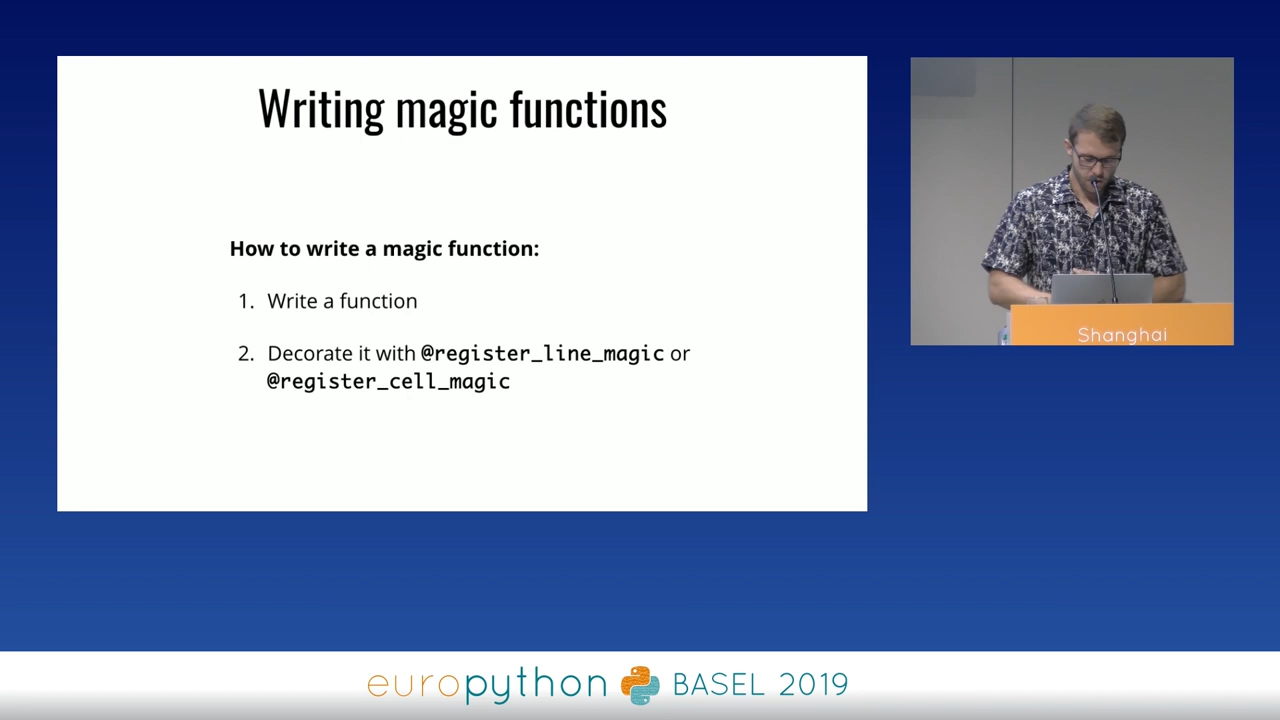 Writing magic functions
How to write a magic function:
1. Write a function
2. Decorate it with @register_line_magic or
@register_cell_magic
Shanghai
europython BASEL 2019